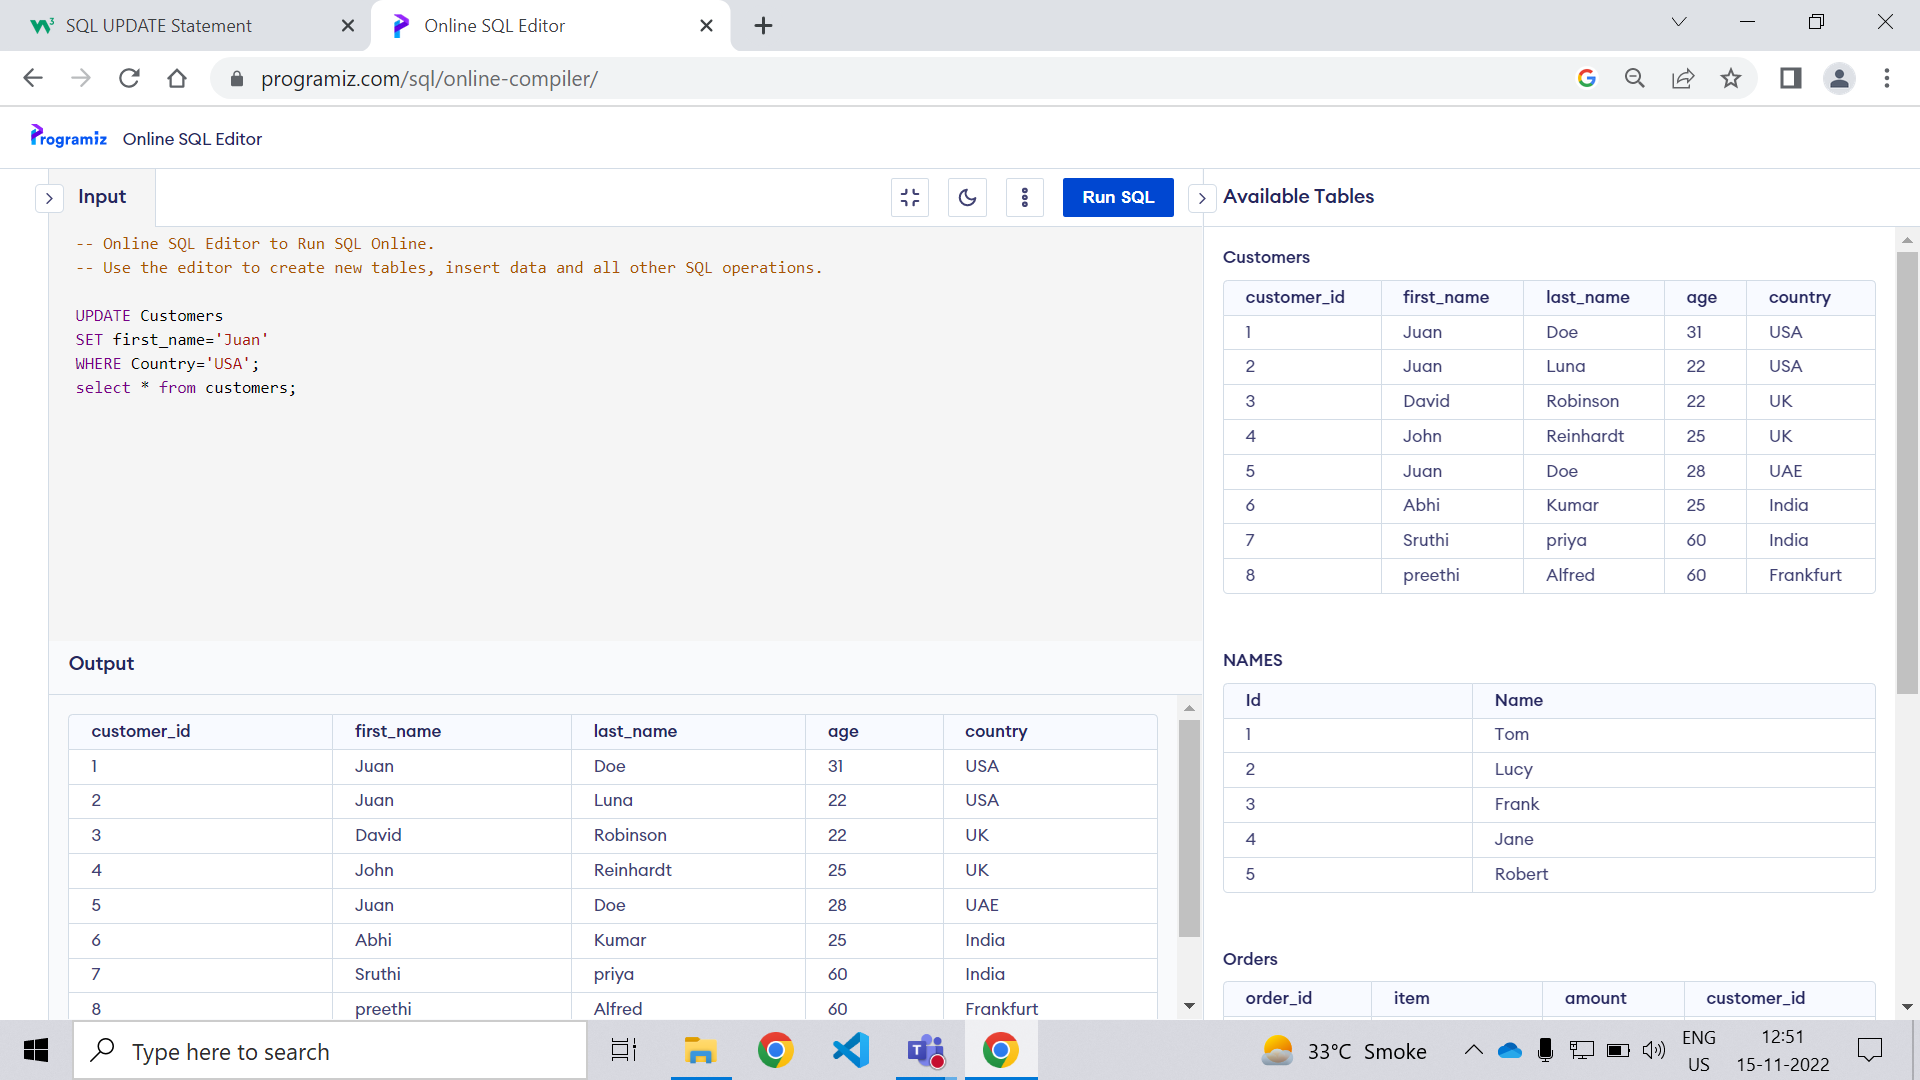 SQL UPDATE Statement
Online SQL Editor
programiz.com/sql/online-compiler/
Programiz Online SQL Editor
Input
Run SQL
Available Tables
-- Online SQL Editor to Run SQL Online.
-- Use the editor to create new tables, insert data and all other SQL operations.
UPDATE Customers
SET first_name='Juan'
WHERE Country='USA';
select * from customers;
Output
customer_id first_name last_name age country
1 Juan Doe 31 USA
2 Juan Luna 22 USA
3 David Robinson 22 UK
4 John Reinhardt 25 UK
5 Juan Doe 28 UAE
6 Abhi Kumar 25 India
7 Sruthi priya 60 India
8 preethi Alfred 60 Frankfurt
Customers
customer_id first_name last_name age country
1 Juan Doe 31 USA
2 Juan Luna 22 USA
3 David Robinson 22 UK
4 John Reinhardt 25 UK
5 Juan Doe 28 UAE
6 Abhi Kumar 25 India
7 Sruthi priya 60 India
8 preethi Alfred 60 Frankfurt
NAMES
Id Name
1 Tom
2 Lucy
3 Frank
4 Jane
5 Robert
Orders
order_id item amount customer_id
Type here to search
33°C Smoke
ENG
US
12:51
15-11-2022